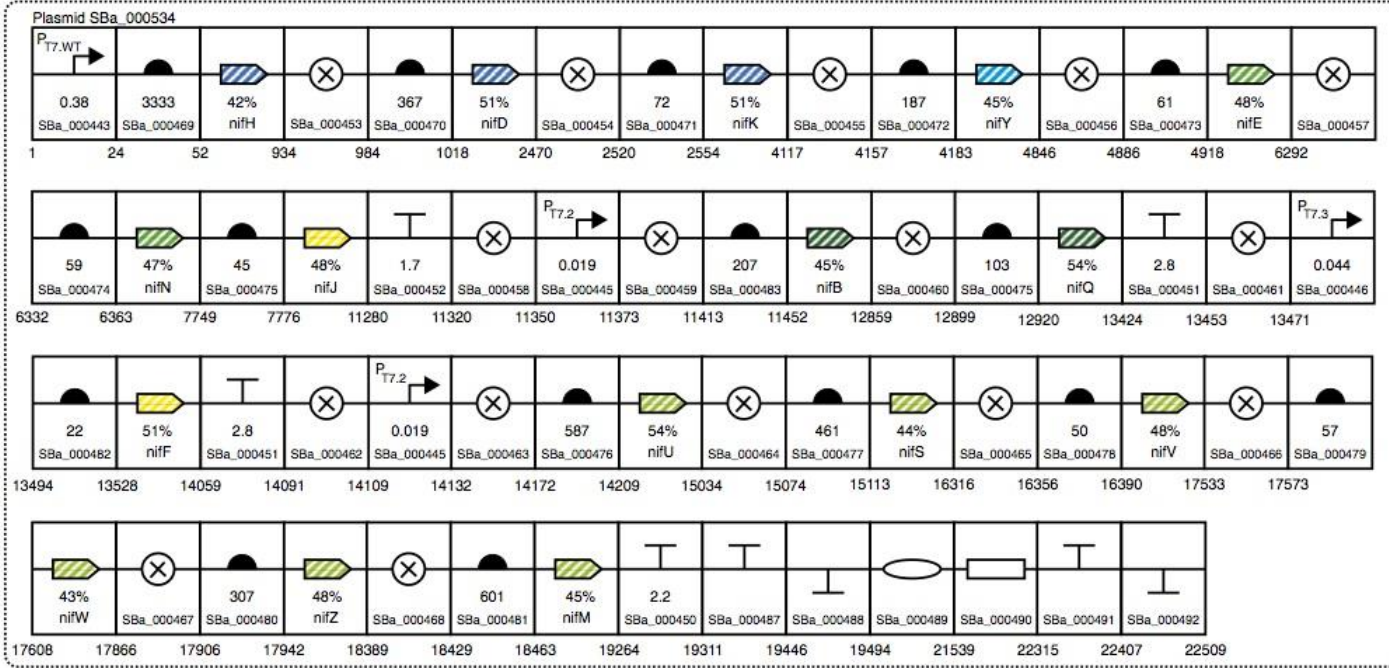 Plasmid SBa_000534
PT7.WT
0.38 3333 42% 367 51% 72 51% 187 45% 61 48%
SBa_000443 SBa_000469 nifH SBa_000453 SBa_000470 nifD SBa_000454 SBa_000471 nifK SBa_000455 SBa_000472 nifY SBa_000456 SBa_000473 nifE SBa_000457
1 24 52 934 984 1018 2470 2520 2554 4117 4157 4183 4846 4886 4918 6292
PT7.2 PT7.3
59 47% 45 48% 1.7 0.019 207 45% 103 54% 2.8 0.044
SBa_000474 nifN SBa_000475 nifJ SBa_000452 SBa_000458 SBa_000445 SBa_000459 SBa_000483 nifB SBa_000460 SBa_000475 nifQ SBa_000451 SBa_000461 SBa_000446
6332 6363 7749 7776 11280 11320 11350 11373 11413 11452 12859 12899 12920 13424 13453 13471
PT7.2
22 51% 2.8 0.019 587 54% 461 44% 50 48% 57
SBa_000482 nifF SBa_000451 SBa_000462 SBa_000445 SBa_000463 SBa_000476 nifU SBa_000464 SBa_000477 nifS SBa_000465 SBa_000478 nifV SBa_000466 SBa_000479
13494 13528 14059 14091 14109 14132 14172 14209 15034 15074 15113 16316 16356 16390 17533 17573
43% 307 48% 601 45% 2.2
nifW SBa_000467 SBa_000480 nifZ SBa_000468 SBa_000481 nifM SBa_000450 SBa_000487 SBa_000488 SBa_000489 SBa_000490 SBa_000491 SBa_000492
17608 17866 17906 17942 18389 18429 18463 19264 19311 19446 19494 21539 22315 22407 22509